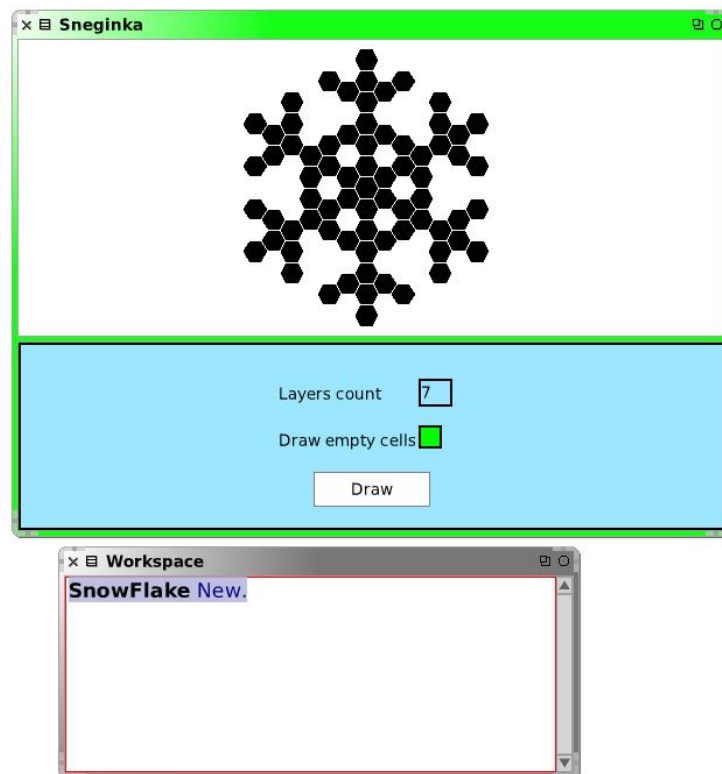 Sneginka
Layers count 7
Draw empty cells
Draw
Workspace
SnowFlake New.